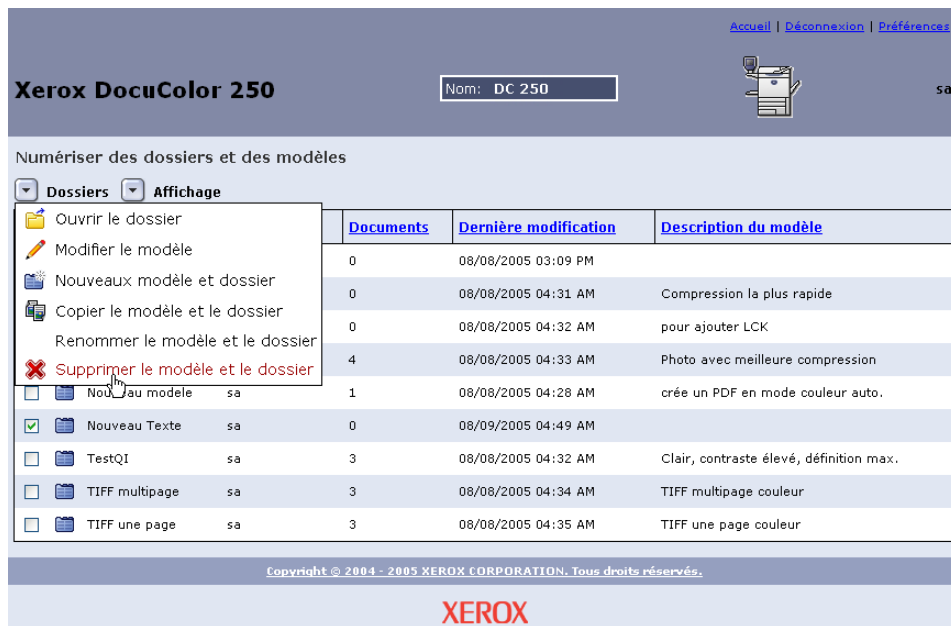 Accueil | Déconnexion | Préférences
Xerox DocuColor 250
Nom: DC 250
sa
Numériser des dossiers et des modèles
Dossiers Affichage
Ouvrir le dossier
Modifier le modèle
Nouveaux modèle et dossier
Copier le modèle et le dossier
Renommer le modèle et le dossier
Supprimer le modèle et le dossier
Documents Dernière modification Description du modèle
0 08/08/2005 03:09 PM
0 08/08/2005 04:31 AM Compression la plus rapide
0 08/08/2005 04:32 AM pour ajouter LCK
4 08/08/2005 04:33 AM Photo avec meilleure compression
Nouveau modele sa 1 08/08/2005 04:28 AM crée un PDF en mode couleur auto.
Nouveau Texte sa 0 08/09/2005 04:49 AM
TestQI sa 3 08/08/2005 04:32 AM Clair, contraste élevé, définition max.
TIFF multipage sa 3 08/08/2005 04:34 AM TIFF multipage couleur
TIFF une page sa 3 08/08/2005 04:35 AM TIFF une page couleur
Copyright © 2004 - 2005 XEROX CORPORATION. Tous droits réservés.
XEROX